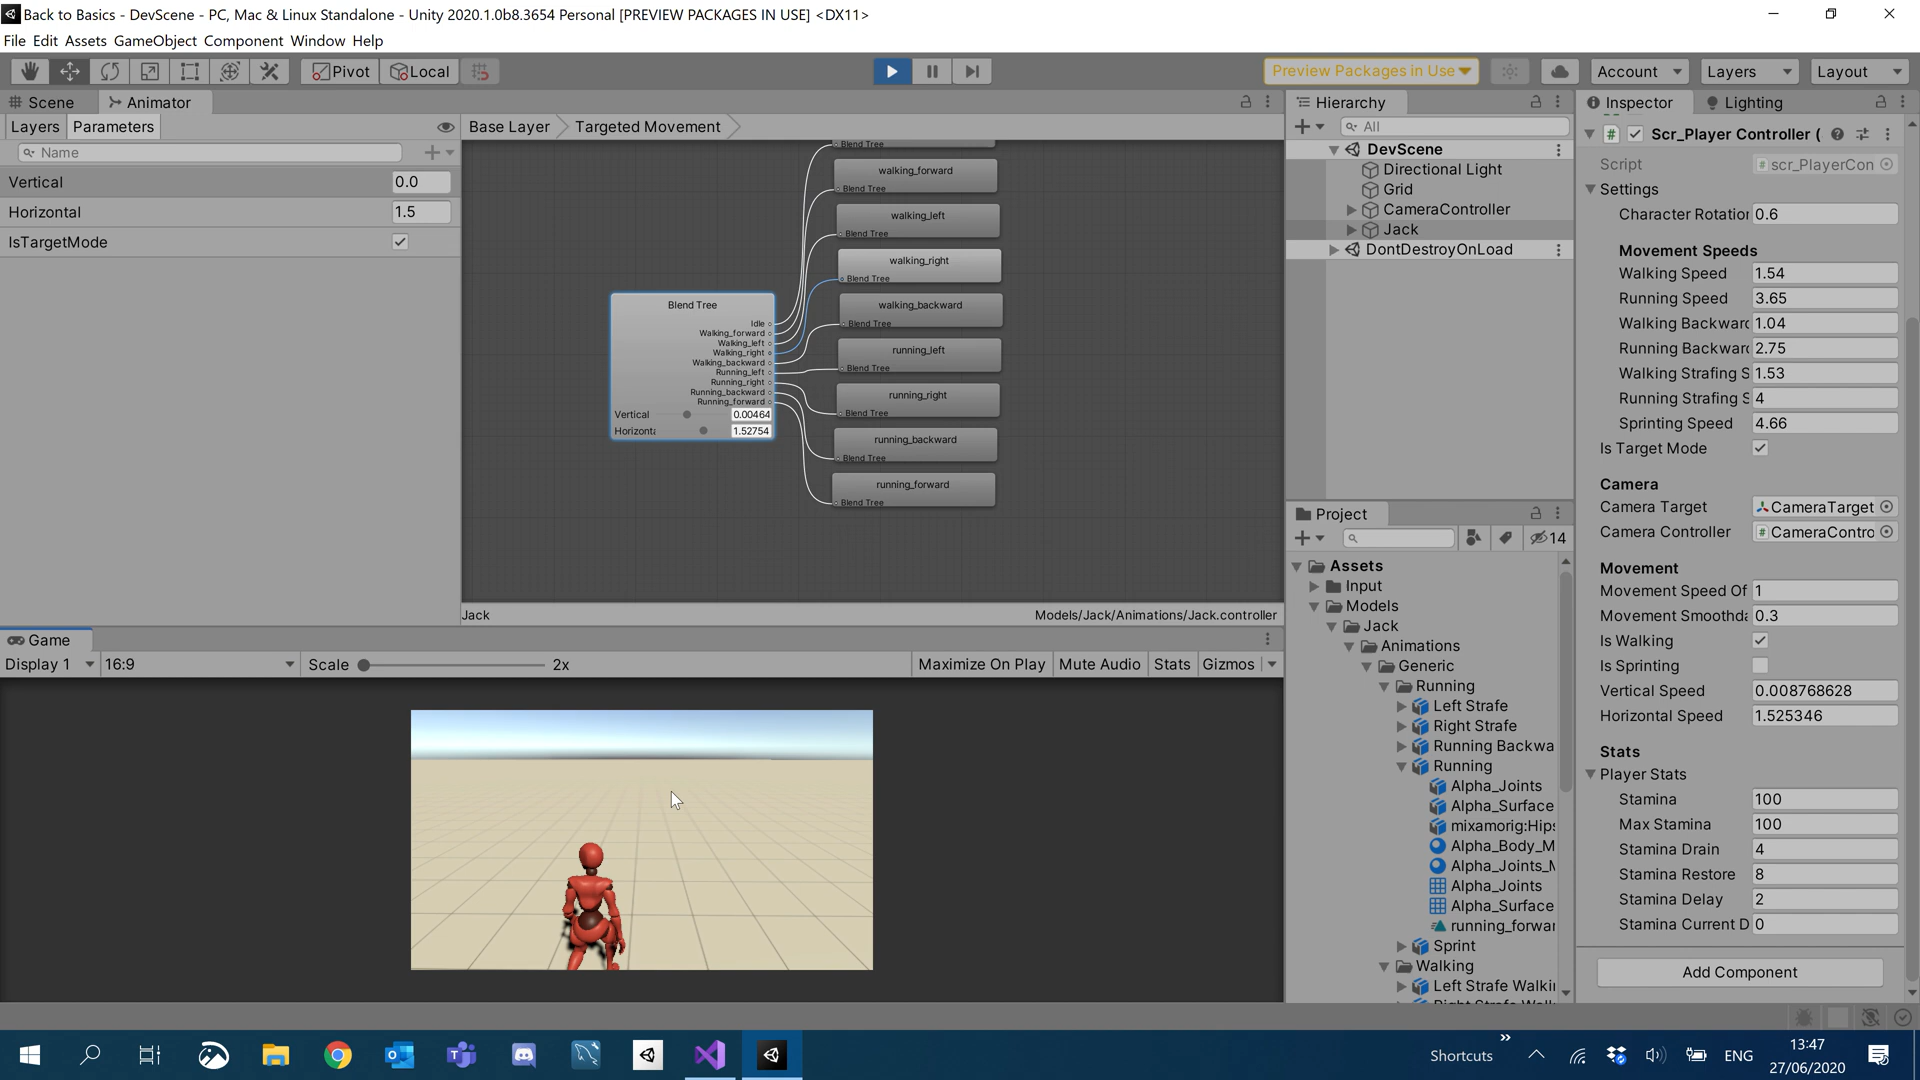 Back to Basics - DevScene - PC, Mac & Linux Standalone - Unity 2020.1.0b8.3654 Personal [PREVIEW PACKAGES IN USE] <DX11>
File Edit Assets GameObject Component Window Help
Pivot Local Preview Packages in Use Account Layers Layout
Scene Animator
Layers Parameters
Name
Vertical 0.0
Horizontal 1.5
IsTargetMode
Base Layer Targeted Movement
Blend Tree
walking_forward
Blend Tree
walking_left
Blend Tree
walking_right
Blend Tree
walking_backward
Blend Tree
running_left
Blend Tree
running_right
Blend Tree
running_backward
Blend Tree
running_forward
Blend Tree
Blend Tree
Idle
Walking_forward
Walking_left
Walking_right
Walking_backward
Running_left
Running_right
Running_backward
Running_forward
Vertical 0.00464
Horizonta 1.52754
Jack Models/Jack/Animations/Jack.controller
Game
Display 1 16:9 Scale 2x Maximize On Play Mute Audio Stats Gizmos
Hierarchy
All
DevScene
Directional Light
Grid
CameraController
Jack
DontDestroyOnLoad
Project
14
Assets
Input
Models
Jack
Animations
Generic
Running
Left Strafe
Right Strafe
Running Backwa
Running
Alpha_Joints
Alpha_Surface
mixamorig:Hips
Alpha_Body_M
Alpha_Joints_M
Alpha_Joints
Alpha_Surface
running_forwar
Sprint
Walking
Left Strafe Walkin
Inspector Lighting
# Scr_Player Controller (
Script # scr_PlayerCon
Settings
Character Rotation 0.6
Movement Speeds
Walking Speed 1.54
Running Speed 3.65
Walking Backward 1.04
Running Backward 2.75
Walking Strafing S 1.53
Running Strafing S 4
Sprinting Speed 4.66
Is Target Mode
Camera
Camera Target CameraTarget
Camera Controller # CameraContro
Movement
Movement Speed Of 1
Movement Smoothda 0.3
Is Walking
Is Sprinting
Vertical Speed 0.008768628
Horizontal Speed 1.525346
Stats
Player Stats
Stamina 100
Max Stamina 100
Stamina Drain 4
Stamina Restore 8
Stamina Delay 2
Stamina Current D 0
Add Component
Shortcuts ENG 13:47
27/06/2020